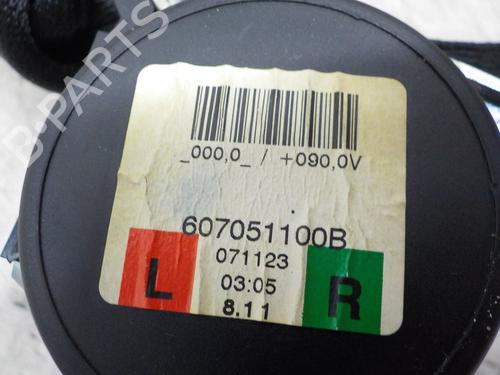 B-PARTS
_000,0_ / +090,0V
607051100B
071123
L 03:05 R
8.11